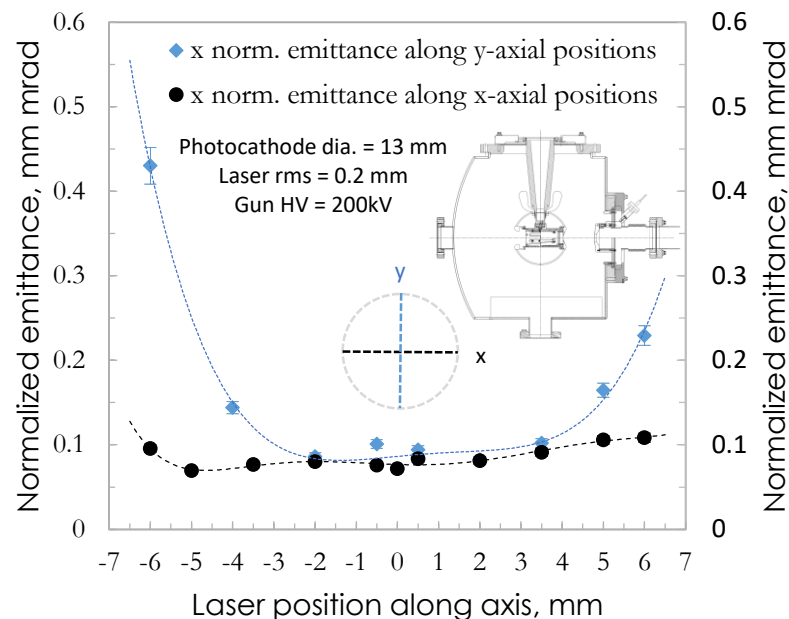 x norm. emittance along y-axial positions
x norm. emittance along x-axial positions
Photocathode dia. = 13 mm
Laser rms = 0.2 mm
Gun HV = 200kV
y
x
Normalized emittance, mm mrad
0.6
0.5
0.4
0.3
0.2
0.1
0
0.6
0.5
0.4
0.3
0.2
0.1
0
Normalized emittance, mm mrad
-7 -6 -5 -4 -3 -2 -1 0 1 2 3 4 5 6 7
Laser position along axis, mm